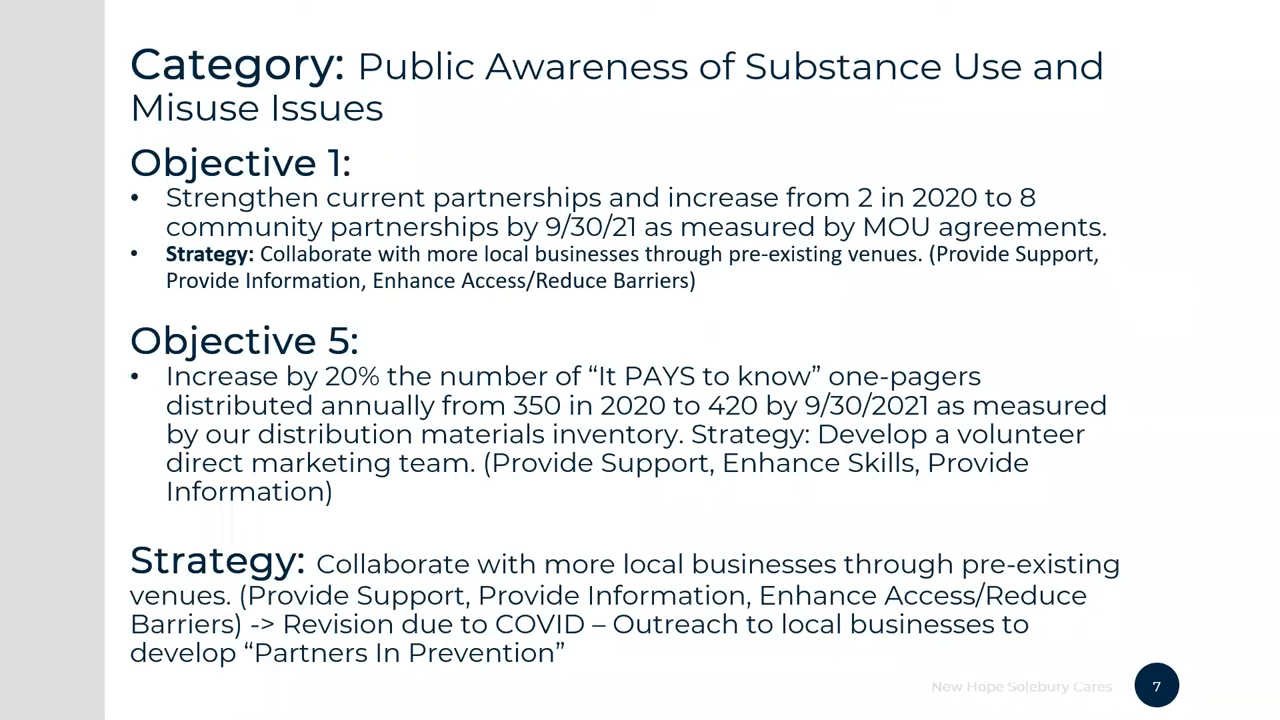 Category: Public Awareness of Substance Use and
Misuse Issues
Objective 1:
• Strengthen current partnerships and increase from 2 in 2020 to 8
community partnerships by 9/30/21 as measured by MOU agreements.
• Strategy: Collaborate with more local businesses through pre-existing venues. (Provide Support,
Provide Information, Enhance Access/Reduce Barriers)
Objective 5:
• Increase by 20% the number of “It PAYS to know” one-pagers
distributed annually from 350 in 2020 to 420 by 9/30/2021 as measured
by our distribution materials inventory. Strategy: Develop a volunteer
direct marketing team. (Provide Support, Enhance Skills, Provide
Information)
Strategy: Collaborate with more local businesses through pre-existing
venues. (Provide Support, Provide Information, Enhance Access/Reduce
Barriers) -> Revision due to COVID – Outreach to local businesses to
develop “Partners In Prevention”
New Hope Solebury Cares 7